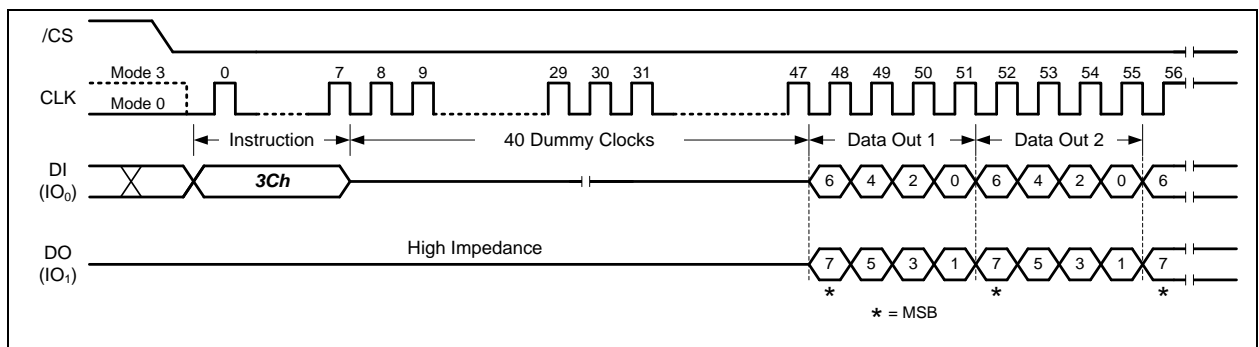 /CS
Mode 3 0 7 8 9 29 30 31 47 48 49 50 51 52 53 54 55 56
CLK Mode 0
Instruction 40 Dummy Clocks Data Out 1 Data Out 2
DI
(IO₀) 3Ch 6 4 2 0 6 4 2 0 6
High Impedance
DO
(IO₁) 7 5 3 1 7 5 3 1 7
* * *
* = MSB